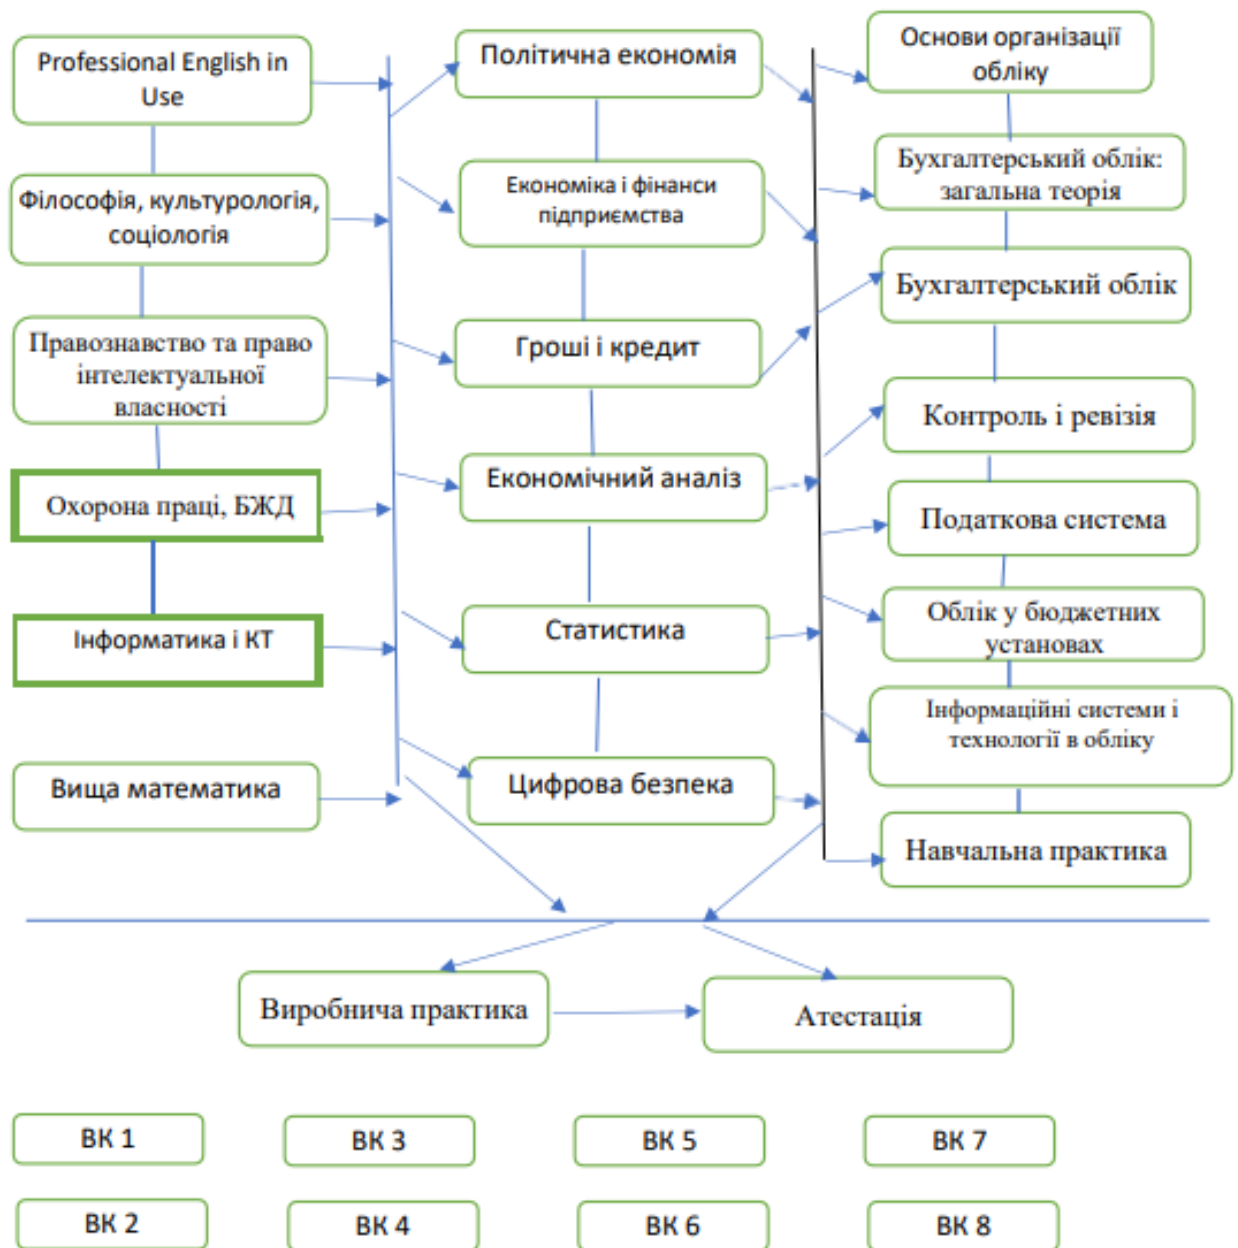 Professional English in
Use
Філософія, культурологія,
соціологія
Правознавство та право
інтелектуальної
власності
Охорона праці, БЖД
Інформатика і КТ
Вища математика
Політична економія
Економіка і фінанси
підприємства
Гроші і кредит
Економічний аналіз
Статистика
Цифрова безпека
Основи організації
обліку
Бухгалтерський облік:
загальна теорія
Бухгалтерський облік
Контроль і ревізія
Податкова система
Облік у бюджетних
установах
Інформаційні системи і
технології в обліку
Навчальна практика
Виробнича практика
Атестація
ВК 1
ВК 3
ВК 5
ВК 7
ВК 2
ВК 4
ВК 6
ВК 8